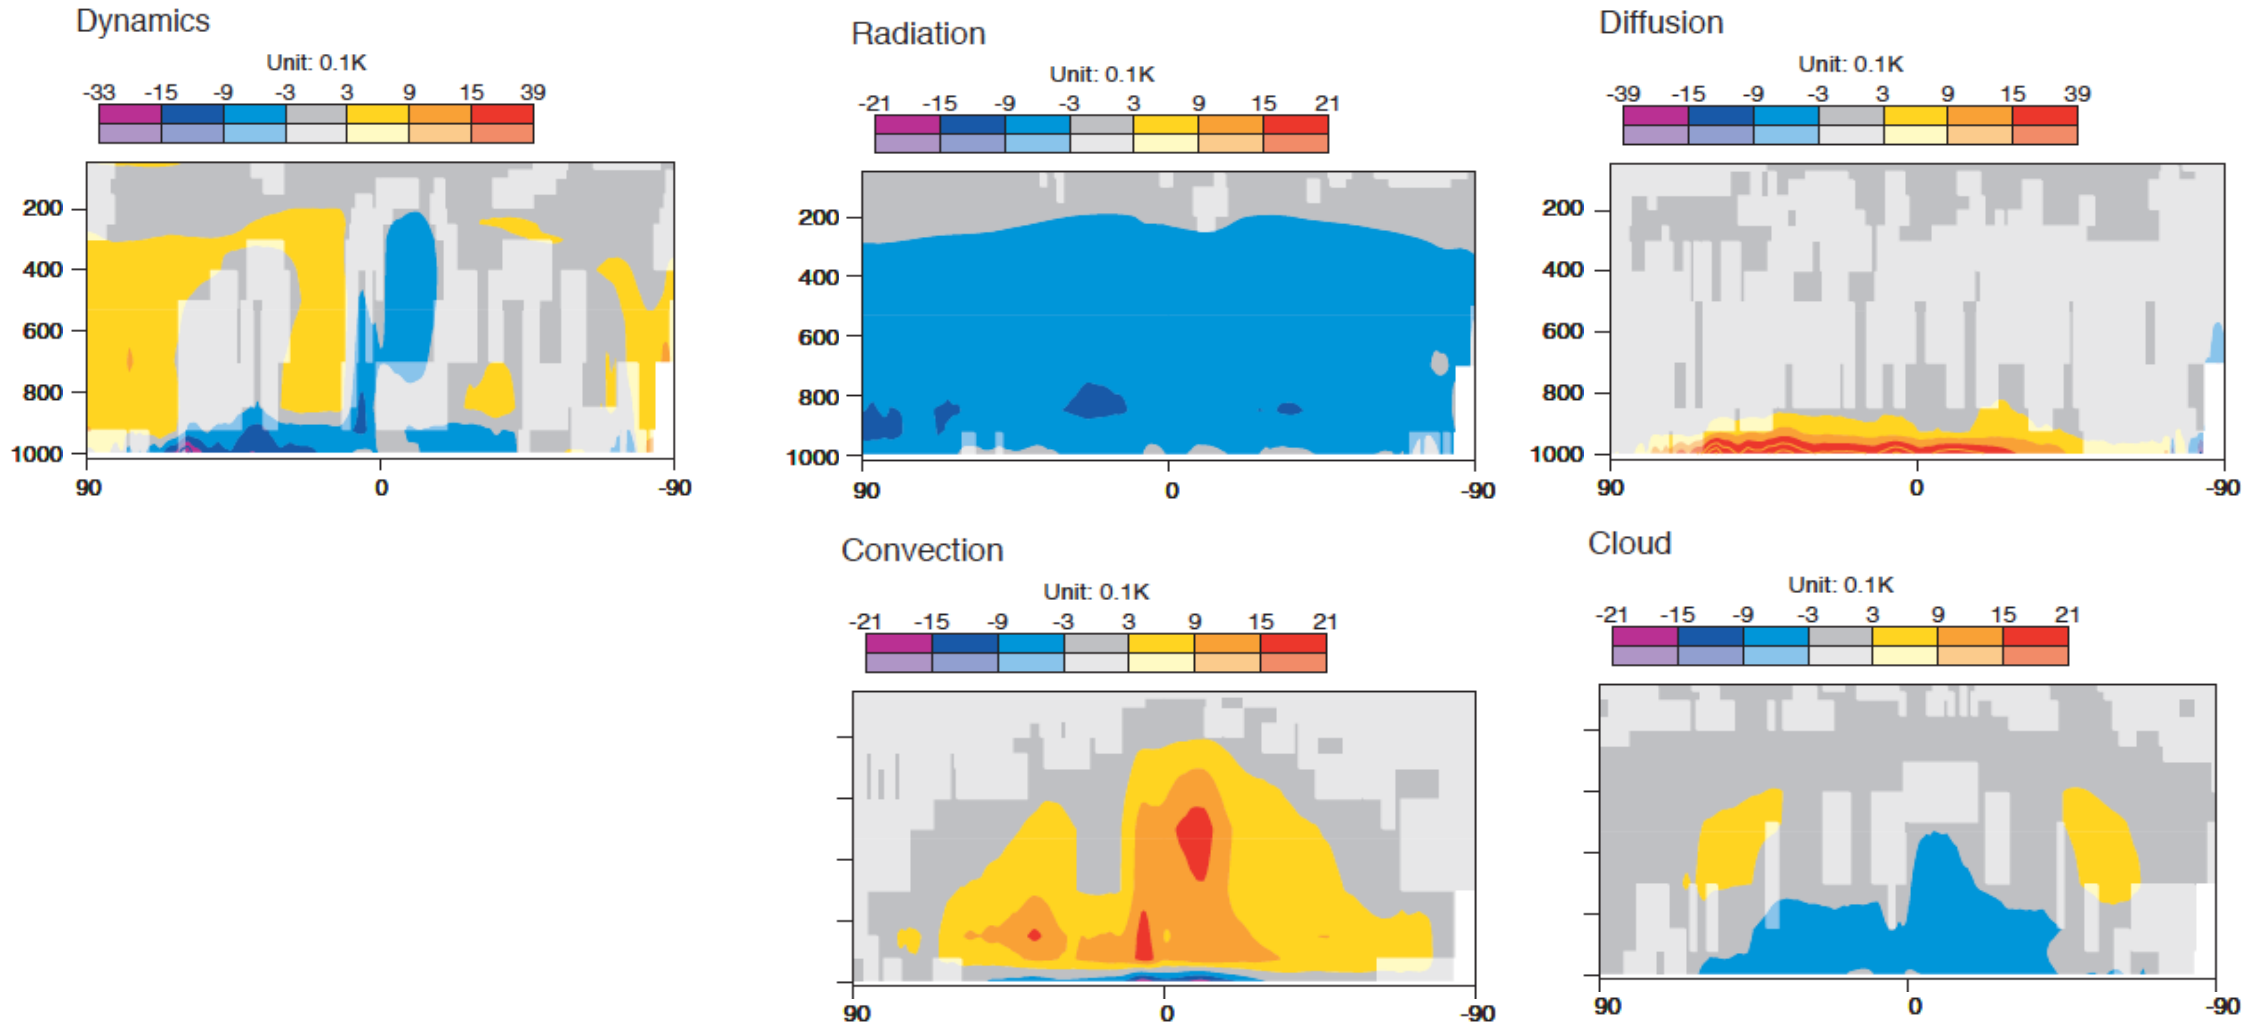 Dynamics
Unit: 0.1K
-33 -15 -9 -3 3 9 15 39
200
400
600
800
1000
90 0 -90
Radiation
Unit: 0.1K
-21 -15 -9 -3 3 9 15 21
200
400
600
800
1000
90 0 -90
Diffusion
Unit: 0.1K
-39 -15 -9 -3 3 9 15 39
200
400
600
800
1000
90 0 -90
Convection
Unit: 0.1K
-21 -15 -9 -3 3 9 15 21
90 0 -90
Cloud
Unit: 0.1K
-21 -15 -9 -3 3 9 15 21
90 0 -90